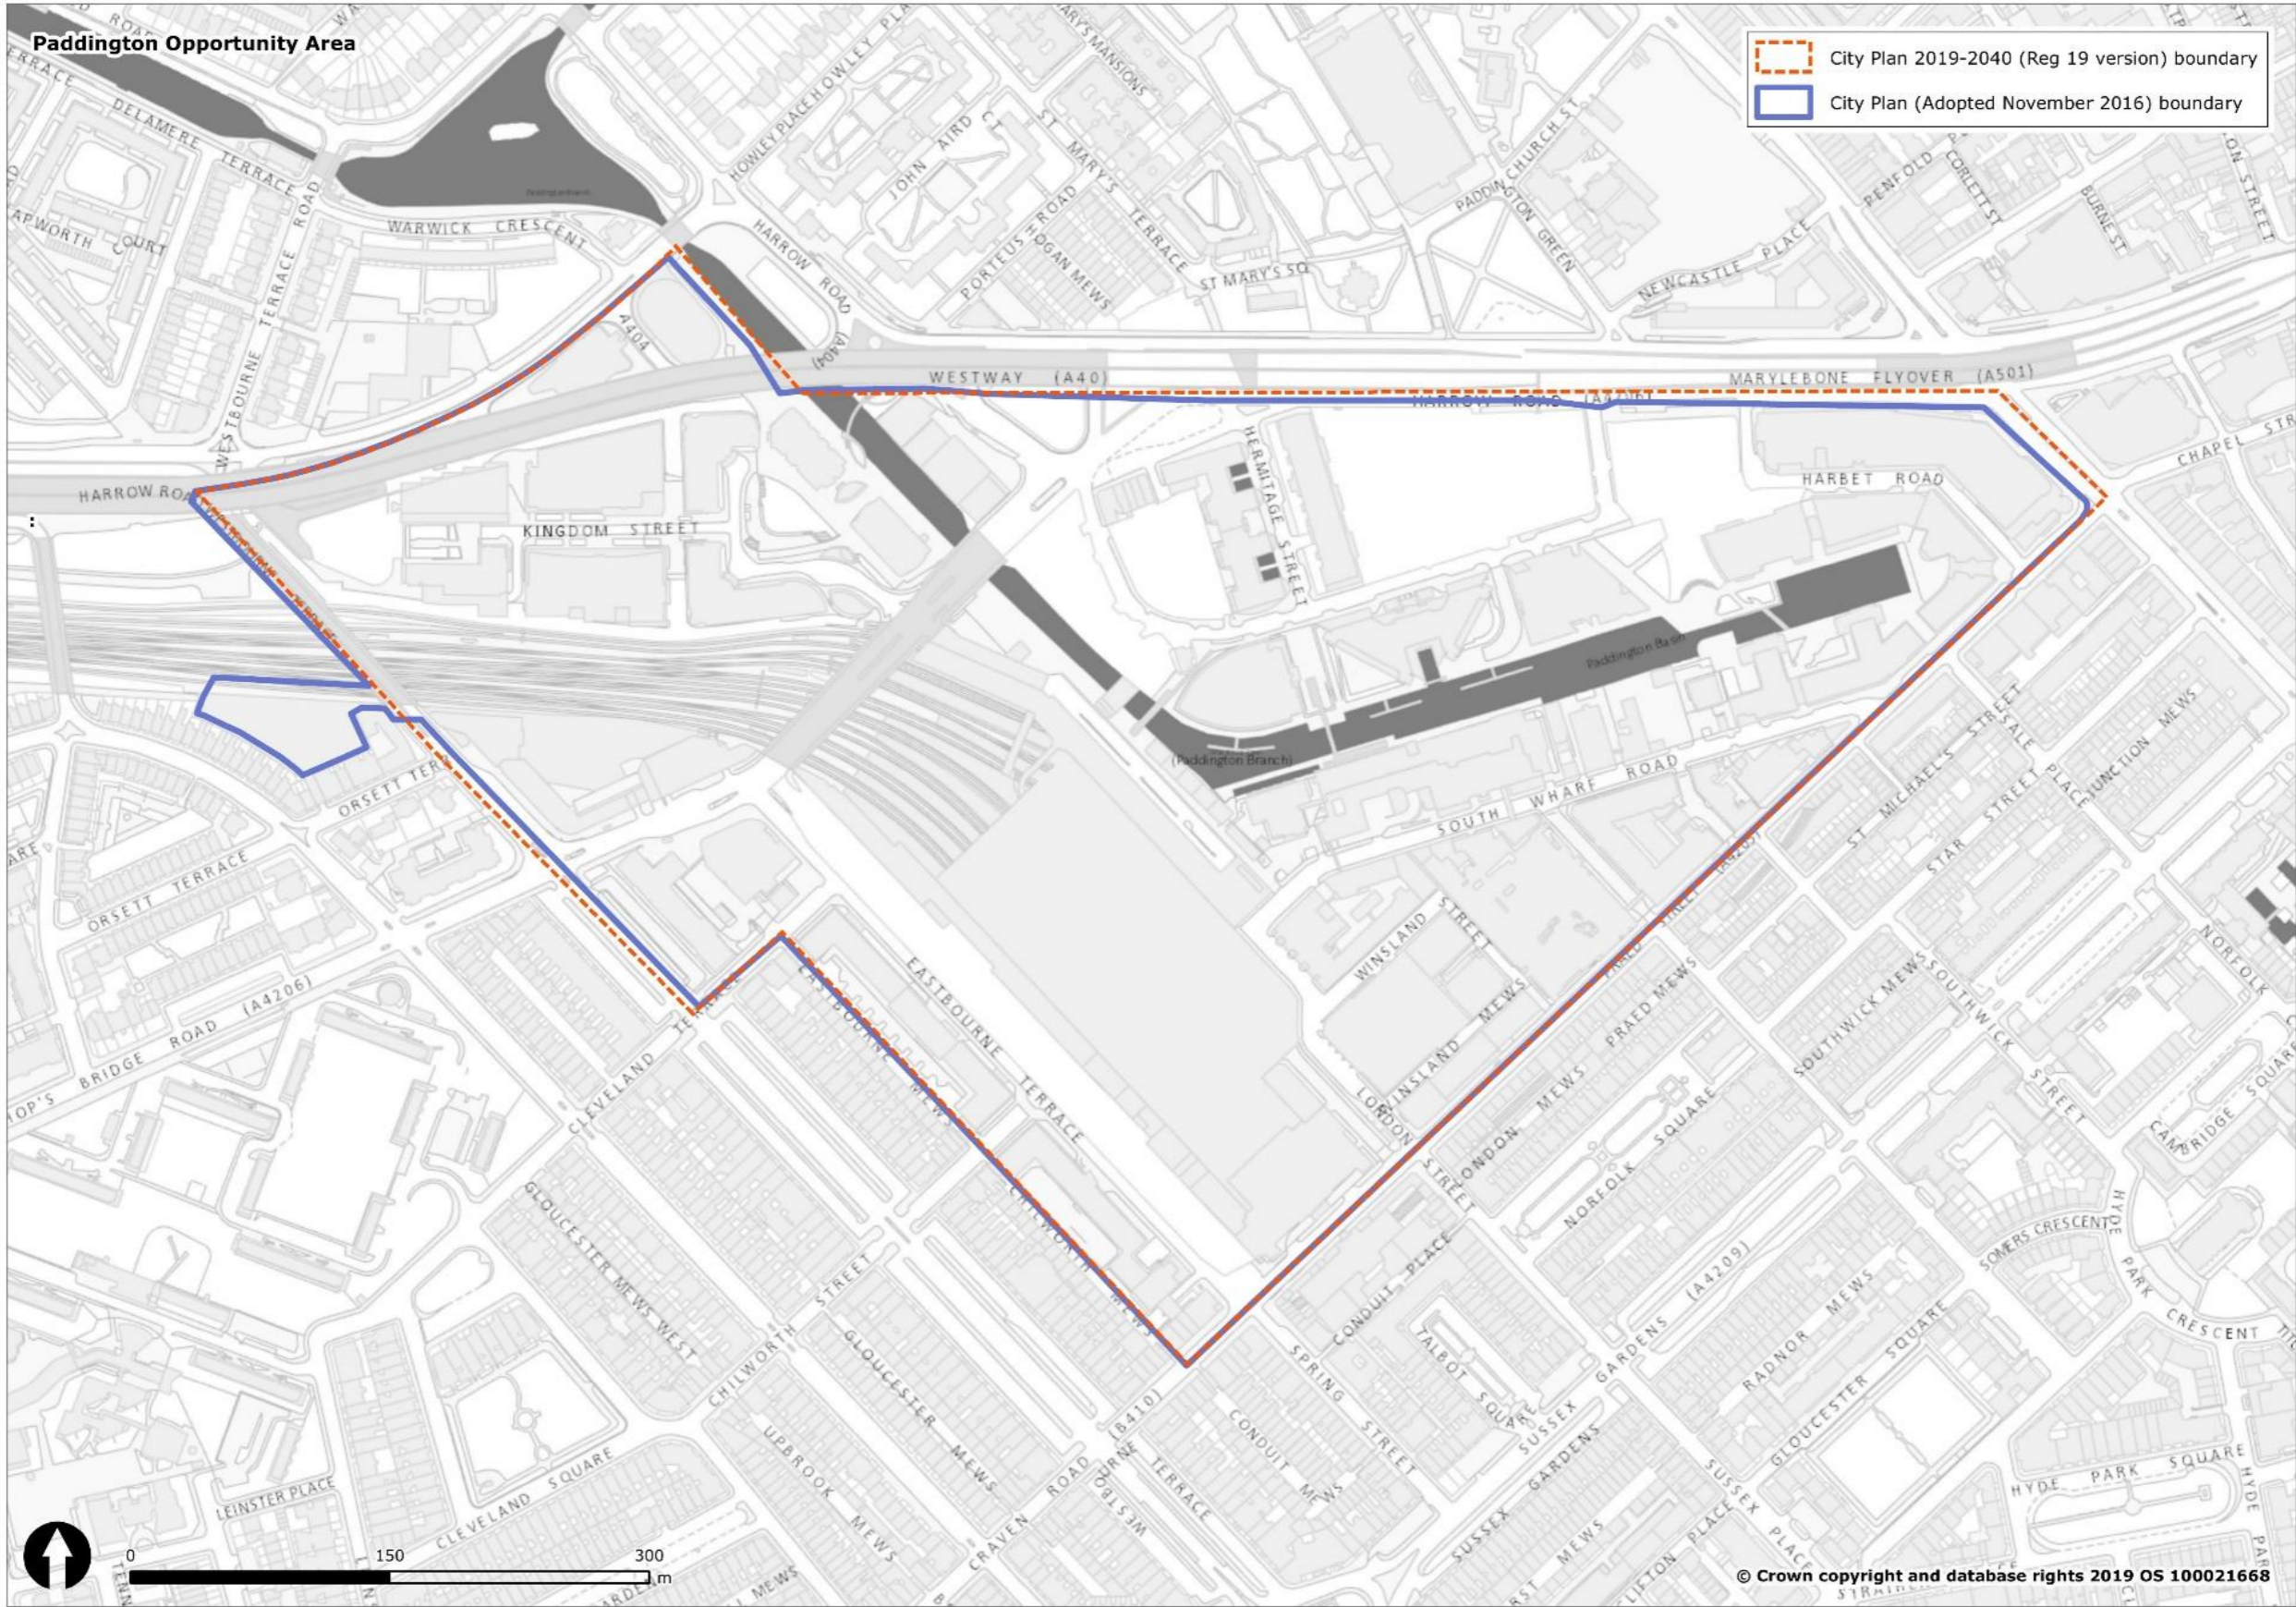 Paddington Opportunity Area
City Plan 2019-2040 (Reg 19 version) boundary
City Plan (Adopted November 2016) boundary
DELAMERE TERRACE
WESTBOURNE TERRACE ROAD
WARWICK CRESCENT
HOWLEY PLACE
JOHN AIRD CT
ST MARY'S TERRACE
PORTEUS ROAD
HOGAN MEWS
HARROW ROAD (A404)
ST MARY'S SQ
CHURCH ST
PADDINGTON GREEN
NEWCASTLE PLACE
PENFOLD
CORLETT ST
BURNE ST
A404
WESTWAY (A40)
MARYLEBONE FLYOVER (A501)
HARROW ROAD
CHAPEL STR
HARBET ROAD
HERMITAGE STREET
KINGDOM STREET
Paddington Basin
(Paddington Branch)
SOUTH WHARF ROAD
ST MICHAEL'S STREET
SALE PLACE
JUNCTION MEWS
STAR STREET
ORSETT TERR
ORSETT TERRACE
BRIDGE ROAD (A4206)
WINSLAND STREET
WINSLAND MEWS
PRAED STREET (A4205)
PRAED MEWS
SOUTHWICK MEWS
SOUTHWICK STREET
NORFOLK
CAMBRIDGE SQUARE
EASTBOURNE TERRACE
EASTBOURNE MEWS
CLEVELAND TERRACE
CHILWORTH MEWS
LONDON STREET
LONDON MEWS
NORFOLK SQUARE
GLOUCESTER MEWS WEST
CHILWORTH STREET
GLOUCESTER MEWS
CONDUIT PLACE
SPRING STREET
TALBOT SQUARE
SUSSEX GARDENS (A4209)
RADNOR MEWS
GLOUCESTER SQUARE
SOMERS CRESCENT
HYDE PARK CRESCENT
UPBROOK MEWS
CRAVEN ROAD (B410)
WESTBOURNE TERRACE
CONDUIT MEWS
SUSSEX GARDENS
SUSSEX PLACE
CLIFTON PLACE
HYDE PARK SQUARE
LEINSTER PLACE
CLEVELAND SQUARE
0 150 300
m
© Crown copyright and database rights 2019 OS 100021668